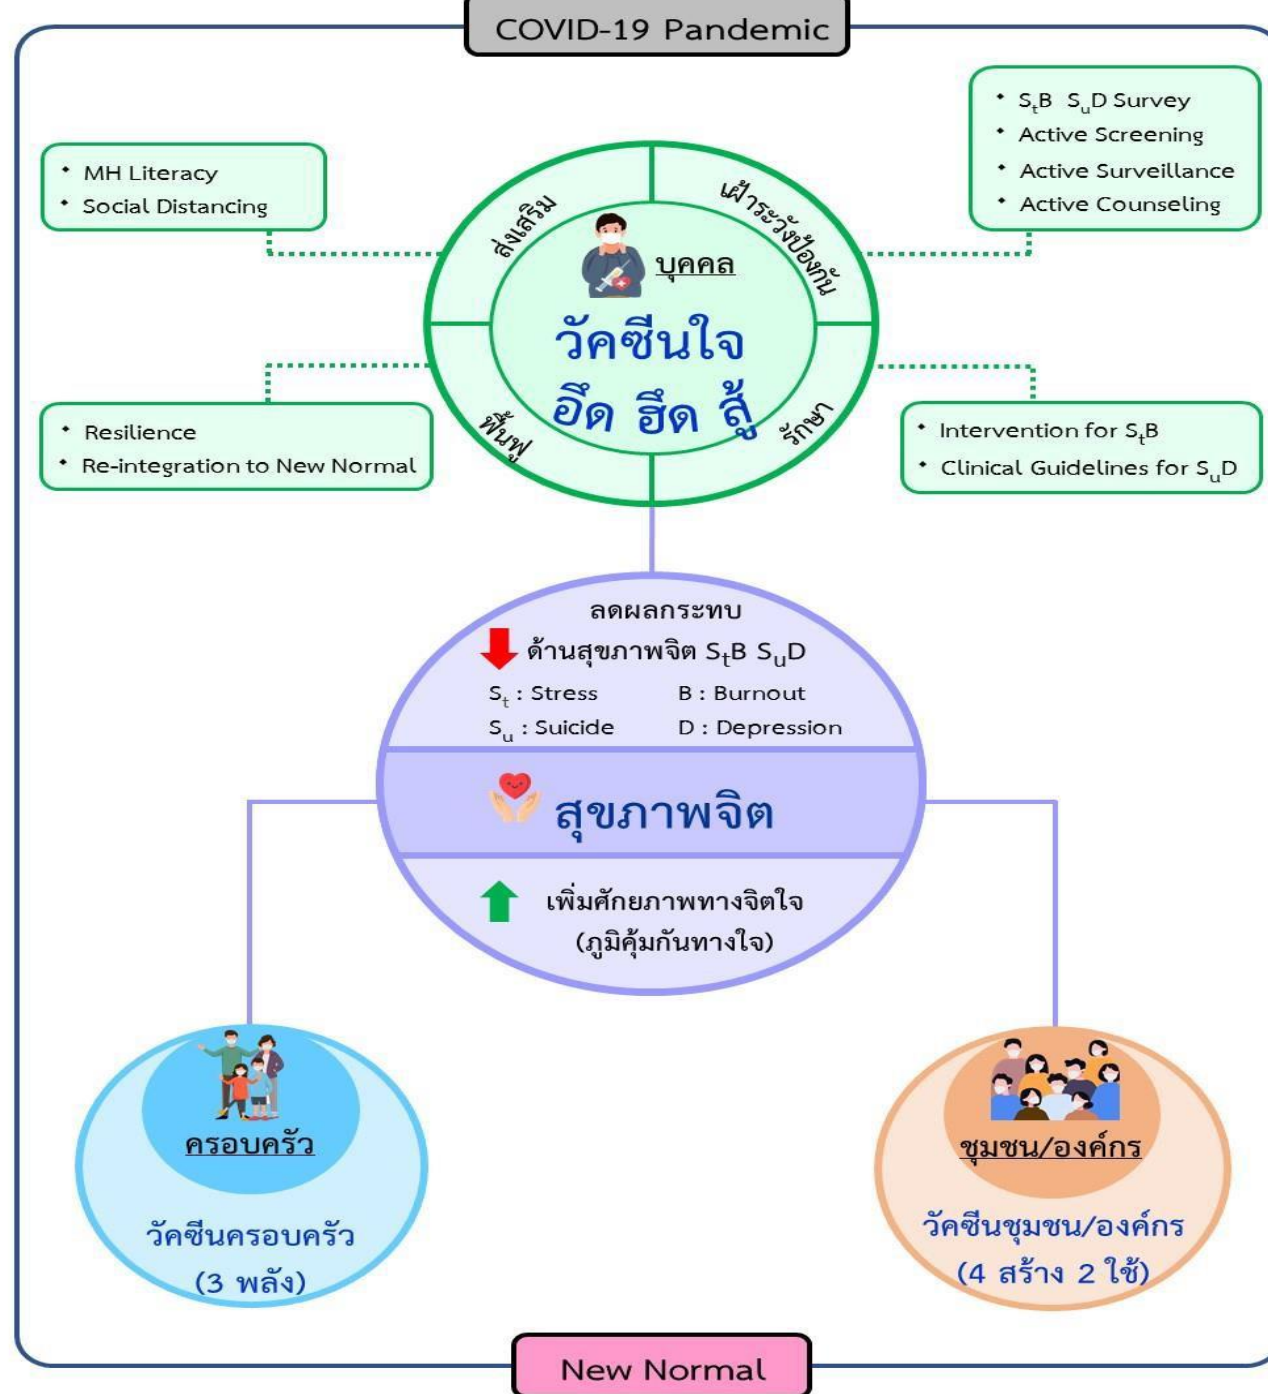 COVID-19 Pandemic
• MH Literacy
• Social Distancing
• StB SuD Survey
• Active Screening
• Active Surveillance
• Active Counseling
ส่งเสริม
เฝ้าระวังป้องกัน
บุคคล
วัคซีนใจ
อึด ฮึด สู้
ฟื้นฟู
รักษา
• Resilience
• Re-integration to New Normal
• Intervention for StB
• Clinical Guidelines for SuD
ลดผลกระทบ
ด้านสุขภาพจิต StB SuD
St : Stress B : Burnout
Su : Suicide D : Depression
สุขภาพจิต
เพิ่มศักยภาพทางจิตใจ
(ภูมิคุ้มกันทางใจ)
ครอบครัว
วัคซีนครอบครัว
(3 พลัง)
ชุมชน/องค์กร
วัคซีนชุมชน/องค์กร
(4 สร้าง 2 ใช้)
New Normal